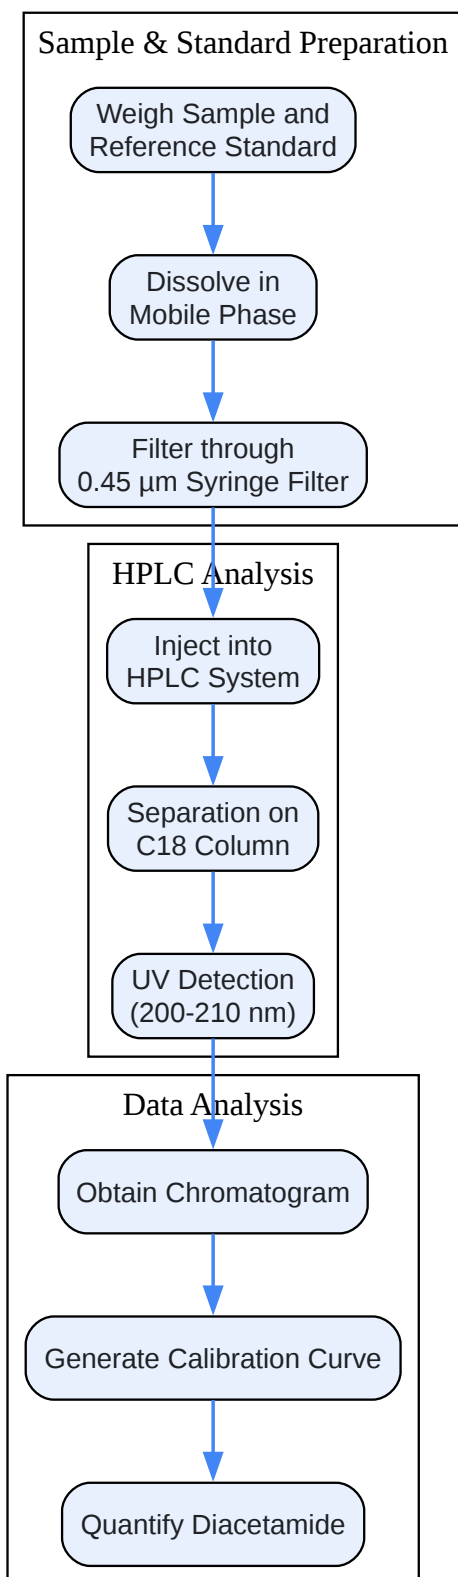 Sample & Standard Preparation
Weigh Sample and
Reference Standard
Dissolve in
Mobile Phase
Filter through
0.45 µm Syringe Filter
HPLC Analysis
Inject into
HPLC System
Separation on
C18 Column
UV Detection
(200-210 nm)
Data Analysis
Obtain Chromatogram
Generate Calibration Curve
Quantify Diacetamide